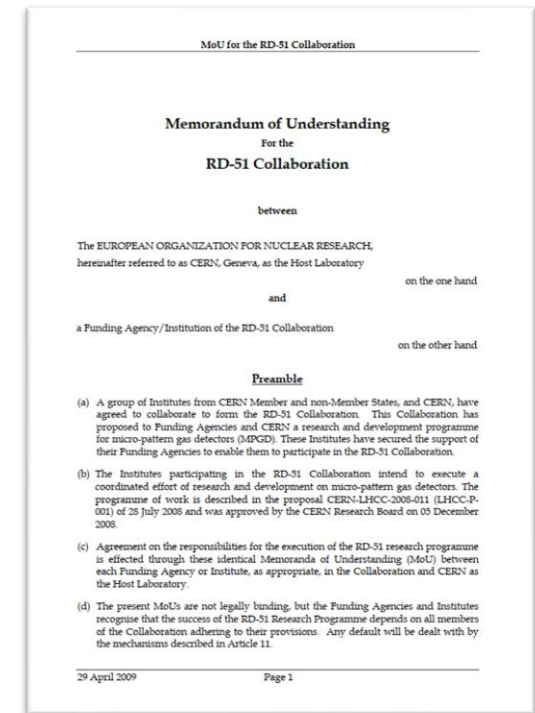 MoU for the RD-51 Collaboration
Memorandum of Understanding
For the
RD-51 Collaboration
between
The EUROPEAN ORGANIZATION FOR NUCLEAR RESEARCH,
hereinafter referred to as CERN, Geneva, as the Host Laboratory
on the one hand
and
a Funding Agency/Institution of the RD-51 Collaboration
on the other hand
Preamble
(a) A group of Institutes from CERN Member and non-Member States, and CERN, have
agreed to collaborate to form the RD-51 Collaboration. This Collaboration has
proposed to Funding Agencies and CERN a research and development programme
for micro-pattern gas detectors (MPGD). These Institutes have secured the support of
their Funding Agencies to enable them to participate in the RD-51 Collaboration.
(b) The Institutes participating in the RD-51 Collaboration intend to execute a
coordinated effort of research and development on micro-pattern gas detectors. The
programme of work is described in the proposal CERN-LHCC-2008-011 (LHCC-P-
001) of 28 July 2008 and was approved by the CERN Research Board on 05 December
2008.
(c) Agreement on the responsibilities for the execution of the RD-51 research programme
is effected through these identical Memoranda of Understanding (MoU) between
each Funding Agency or Institute, as appropriate, in the Collaboration and CERN as
the Host Laboratory.
(d) The present MoUs are not legally binding, but the Funding Agencies and Institutes
recognise that the success of the RD-51 Research Programme depends on all members
of the Collaboration adhering to their provisions. Any default will be dealt with by
the mechanisms described in Article 11.
29 April 2009 Page 1